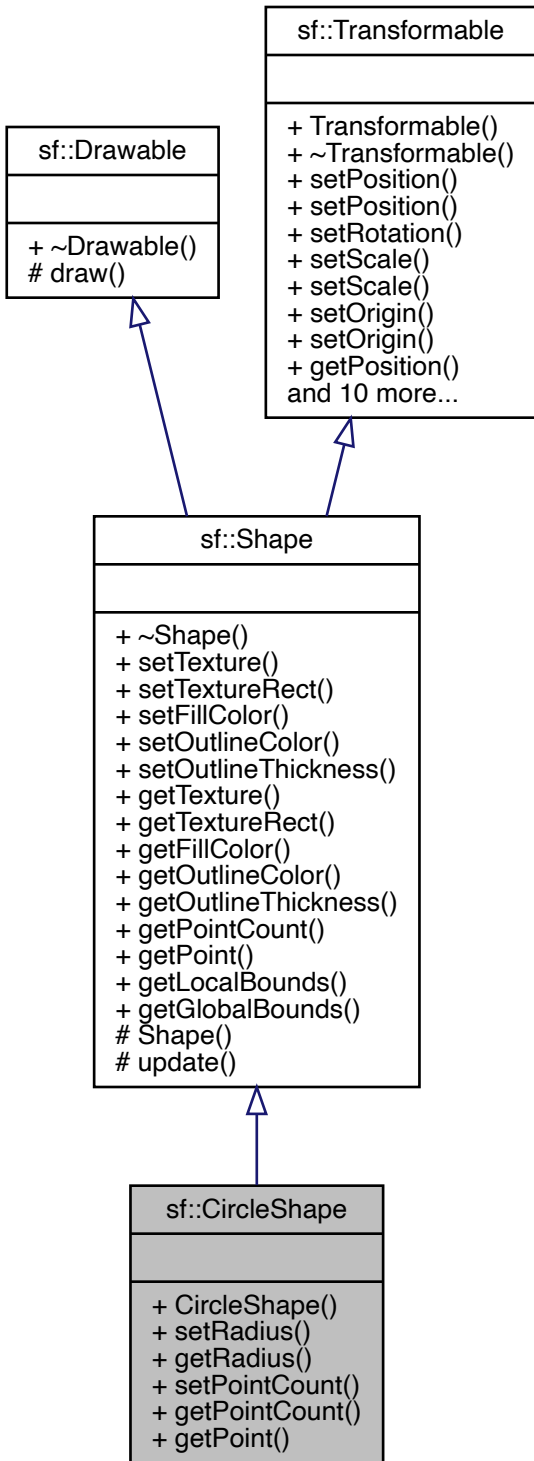 sf::Transformable
+ Transformable()
+ ~Transformable()
+ setPosition()
+ setPosition()
+ setRotation()
+ setScale()
+ setScale()
+ setOrigin()
+ setOrigin()
+ getPosition()
and 10 more...
sf::Drawable
+ ~Drawable()
# draw()
sf::Shape
+ ~Shape()
+ setTexture()
+ setTextureRect()
+ setFillColor()
+ setOutlineColor()
+ setOutlineThickness()
+ getTexture()
+ getTextureRect()
+ getFillColor()
+ getOutlineColor()
+ getOutlineThickness()
+ getPointCount()
+ getPoint()
+ getLocalBounds()
+ getGlobalBounds()
# Shape()
# update()
sf::CircleShape
+ CircleShape()
+ setRadius()
+ getRadius()
+ setPointCount()
+ getPointCount()
+ getPoint()